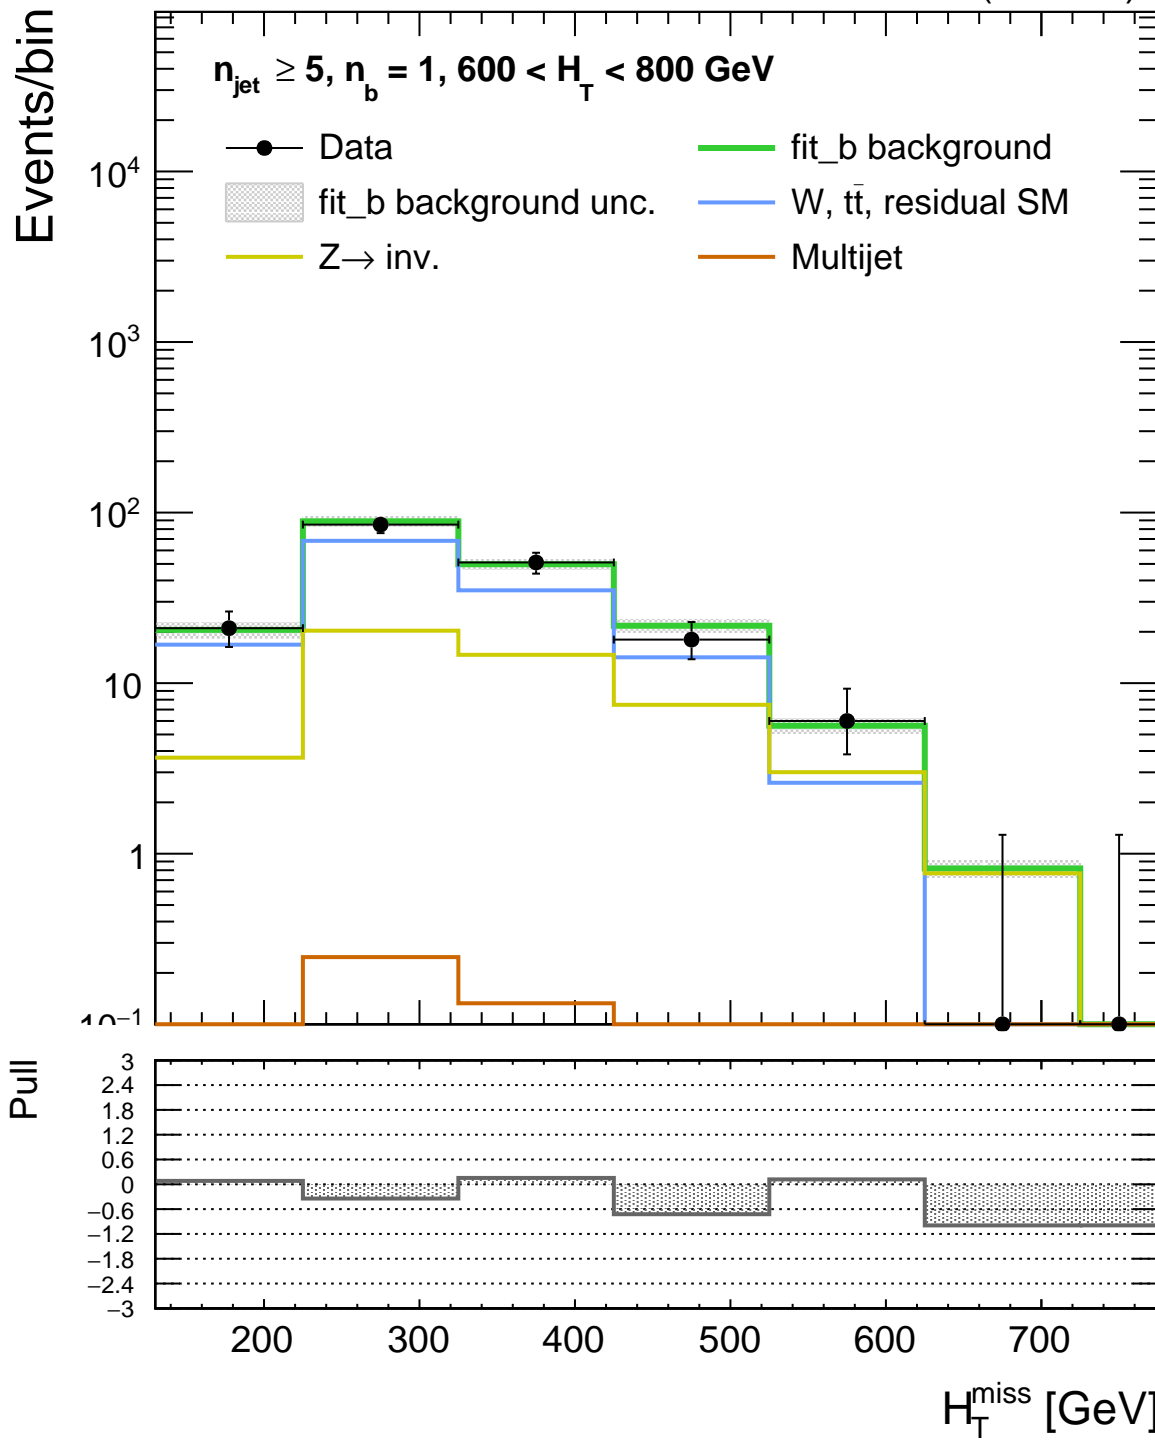 n_jet ≥ 5, n_b = 1, 600 < H_T < 800 GeV
Data
fit_b background
fit_b background unc.
W, tt̄, residual SM
Z→ inv.
Multijet
Events/bin
10^4
10^3
10^2
10
1
10^−1
Pull
3
2.4
1.8
1.2
0.6
0
−0.6
−1.2
−1.8
−2.4
−3
200 300 400 500 600 700
H_T^miss [GeV]